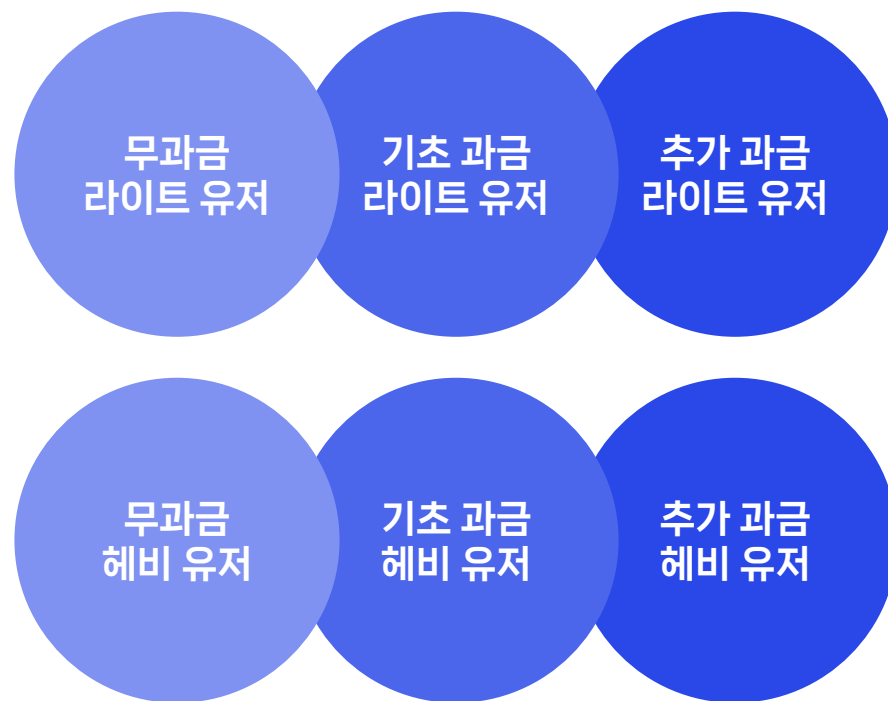 무과금
라이트 유저
기초 과금
라이트 유저
추가 과금
라이트 유저
무과금
헤비 유저
기초 과금
헤비 유저
추가 과금
헤비 유저